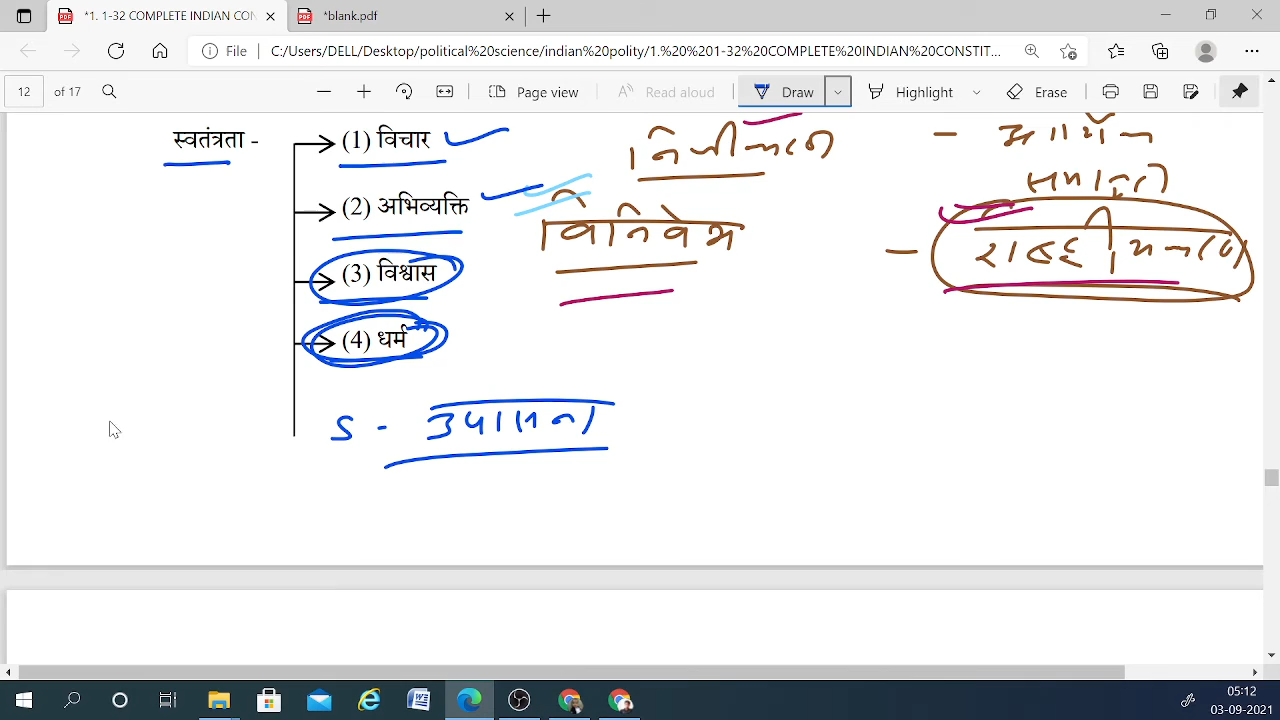 *1. 1-32 COMPLETE INDIAN CON
*blank.pdf
File
C:/Users/DELL/Desktop/political%20science/indian%20polity/1.%20%201-32%20COMPLETE%20INDIAN%20CONSTIT...
12 of 17
Page view
Read aloud
Draw
Highlight
Erase
स्वतंत्रता -
(1) विचार
(2) अभिव्यक्ति
(3) विश्वास
(4) धर्म
5 - उपासना
निजीकरण
विनिवेश
राष्ट्रीयकरण
05:12
03-09-2021